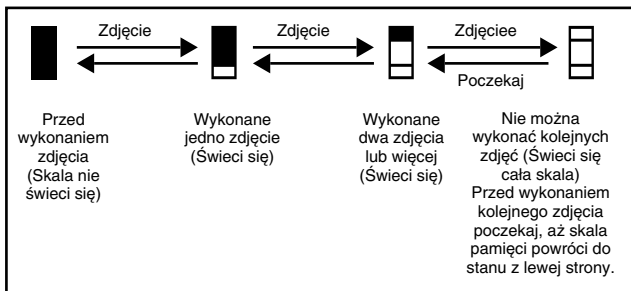 Zdjęcie
Zdjęcie
Zdjęciee
Poczekaj
Przed
wykonaniem
zdjęcia
(Skala nie
świeci się)
Wykonane
jedno zdjęcie
(Świeci się)
Wykonane
dwa zdjęcia
lub więcej
(Świeci się)
Nie można
wykonać kolejnych
zdjęć (Świeci się
cała skala)
Przed wykonaniem
kolejnego zdjęcia
poczekaj, aż skala
pamięci powróci do
stanu z lewej strony.